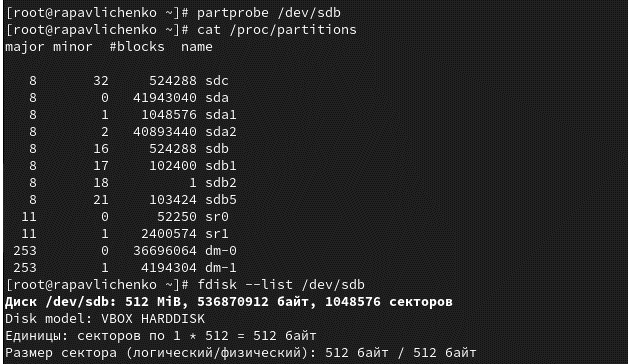 [root@rapavlichenko ~]# partprobe /dev/sdb
[root@rapavlichenko ~]# cat /proc/partitions
major minor  #blocks  name

   8       32     524288 sdc
   8        0   41943040 sda
   8        1    1048576 sda1
   8        2   40893440 sda2
   8       16     524288 sdb
   8       17     102400 sdb1
   8       18          1 sdb2
   8       21     103424 sdb5
  11        0      52250 sr0
  11        1    2400574 sr1
 253        0   36696064 dm-0
 253        1    4194304 dm-1
[root@rapavlichenko ~]# fdisk --list /dev/sdb
Диск /dev/sdb: 512 MiB, 536870912 байт, 1048576 секторов
Disk model: VBOX HARDDISK
Единицы: секторов по 1 * 512 = 512 байт
Размер сектора (логический/физический): 512 байт / 512 байт